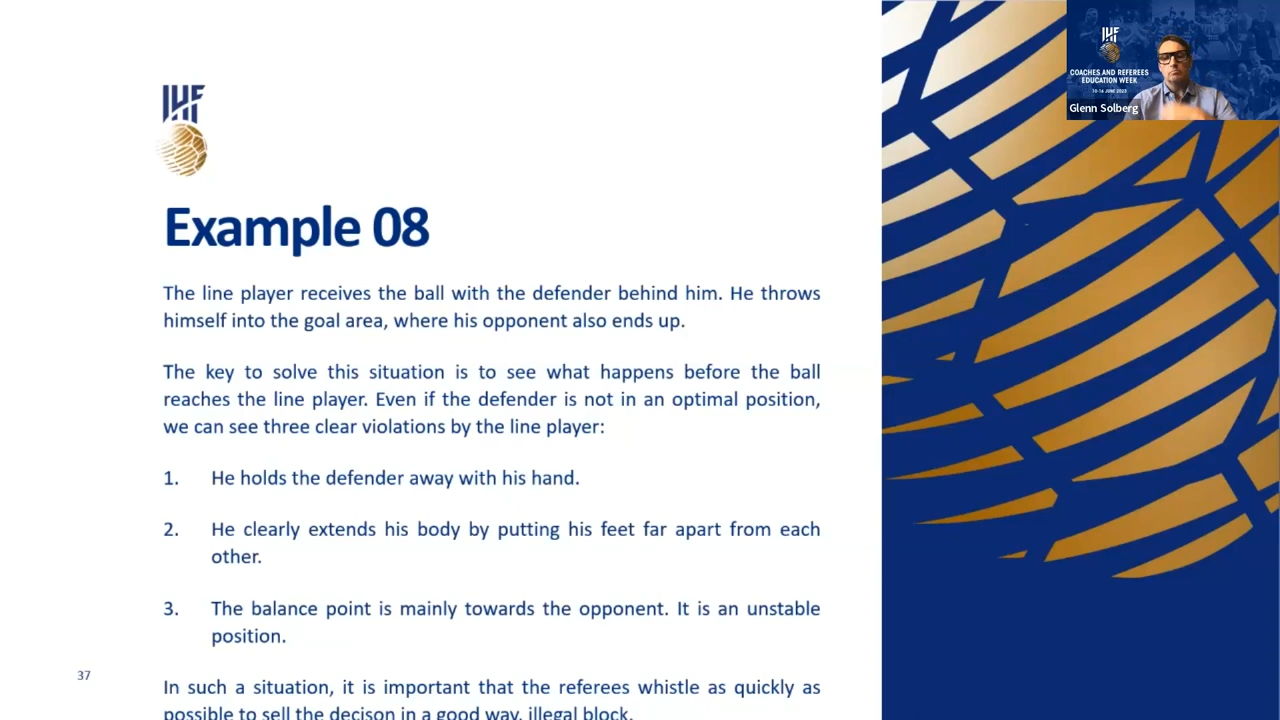 IHF
COACHES AND REFEREES
EDUCATION WEEK
10-16 JUNE 2023
Glenn Solberg
IHF
Example 08
The line player receives the ball with the defender behind him. He throws
himself into the goal area, where his opponent also ends up.
The key to solve this situation is to see what happens before the ball
reaches the line player. Even if the defender is not in an optimal position,
we can see three clear violations by the line player:
1. He holds the defender away with his hand.
2. He clearly extends his body by putting his feet far apart from each
other.
3. The balance point is mainly towards the opponent. It is an unstable
position.
37
In such a situation, it is important that the referees whistle as quickly as
possible to sell the decison in a good way, illegal block.